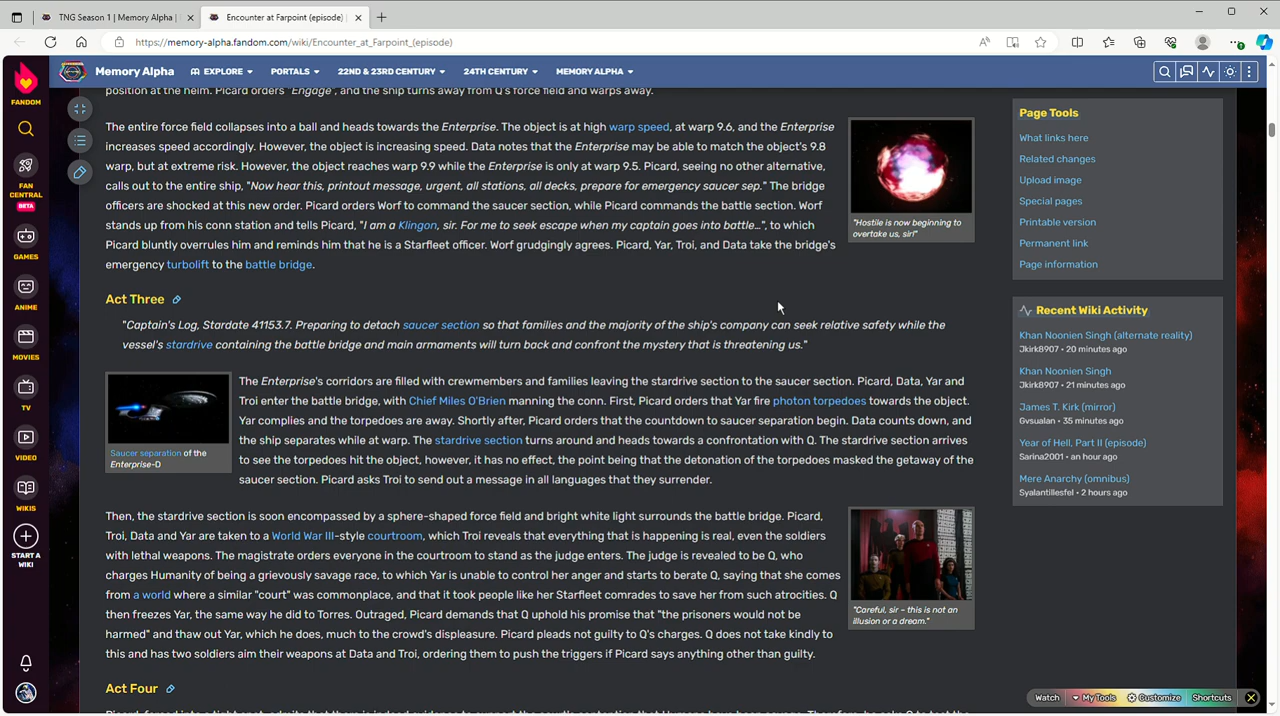 TNG Season 1 | Memory Alpha |
Encounter at Farpoint (episode) |
https://memory-alpha.fandom.com/wiki/Encounter_at_Farpoint_(episode)
FANDOM
FAN CENTRAL
BETA
GAMES
ANIME
MOVIES
TV
VIDEO
WIKIS
START A WIKI
Memory Alpha EXPLORE PORTALS 22ND & 23RD CENTURY 24TH CENTURY MEMORY ALPHA
position at the helm. Picard orders "Engage", and the ship turns away from Q's force field and warps away.
The entire force field collapses into a ball and heads towards the Enterprise. The object is at high warp speed, at warp 9.6, and the Enterprise
increases speed accordingly. However, the object is increasing speed. Data notes that the Enterprise may be able to match the object's 9.8
warp, but at extreme risk. However, the object reaches warp 9.9 while the Enterprise is only at warp 9.5. Picard, seeing no other alternative,
calls out to the entire ship, "Now hear this, printout message, urgent, all stations, all decks, prepare for emergency saucer sep." The bridge
officers are shocked at this new order. Picard orders Worf to command the saucer section, while Picard commands the battle section. Worf
stands up from his conn station and tells Picard, "I am a Klingon, sir. For me to seek escape when my captain goes into battle…", to which
Picard bluntly overrules him and reminds him that he is a Starfleet officer. Worf grudgingly agrees. Picard, Yar, Troi, and Data take the bridge's
emergency turbolift to the battle bridge.
"Hostile is now beginning to
overtake us, sir!"
Act Three
"Captain's Log, Stardate 41153.7. Preparing to detach saucer section so that families and the majority of the ship's company can seek relative safety while the
vessel's stardrive containing the battle bridge and main armaments will turn back and confront the mystery that is threatening us."
Saucer separation of the
Enterprise-D
The Enterprise's corridors are filled with crewmembers and families leaving the stardrive section to the saucer section. Picard, Data, Yar and
Troi enter the battle bridge, with Chief Miles O'Brien manning the conn. First, Picard orders that Yar fire photon torpedoes towards the object.
Yar complies and the torpedoes are away. Shortly after, Picard orders that the countdown to saucer separation begin. Data counts down, and
the ship separates while at warp. The stardrive section turns around and heads towards a confrontation with Q. The stardrive section arrives
to see the torpedoes hit the object, however, it has no effect, the point being that the detonation of the torpedoes masked the getaway of the
saucer section. Picard asks Troi to send out a message in all languages that they surrender.
Then, the stardrive section is soon encompassed by a sphere-shaped force field and bright white light surrounds the battle bridge. Picard,
Troi, Data and Yar are taken to a World War III-style courtroom, which Troi reveals that everything that is happening is real, even the soldiers
with lethal weapons. The magistrate orders everyone in the courtroom to stand as the judge enters. The judge is revealed to be Q, who
charges Humanity of being a grievously savage race, to which Yar is unable to control her anger and starts to berate Q, saying that she comes
from a world where a similar "court" was commonplace, and that it took people like her Starfleet comrades to save her from such atrocities. Q
then freezes Yar, the same way he did to Torres. Outraged, Picard demands that Q uphold his promise that "the prisoners would not be
harmed" and thaw out Yar, which he does, much to the crowd's displeasure. Picard pleads not guilty to Q's charges. Q does not take kindly to
this and has two soldiers aim their weapons at Data and Troi, ordering them to push the triggers if Picard says anything other than guilty.
"Careful, sir – this is not an
illusion or a dream."
Act Four
Page Tools
What links here
Related changes
Upload image
Special pages
Printable version
Permanent link
Page information
Recent Wiki Activity
Khan Noonien Singh (alternate reality)
Jkirk8907 • 20 minutes ago
Khan Noonien Singh
Jkirk8907 • 21 minutes ago
James T. Kirk (mirror)
Gvsualan • 35 minutes ago
Year of Hell, Part II (episode)
Sarina2001 • an hour ago
Mere Anarchy (omnibus)
Syalantillesfel • 2 hours ago
Watch My Tools Customize Shortcuts